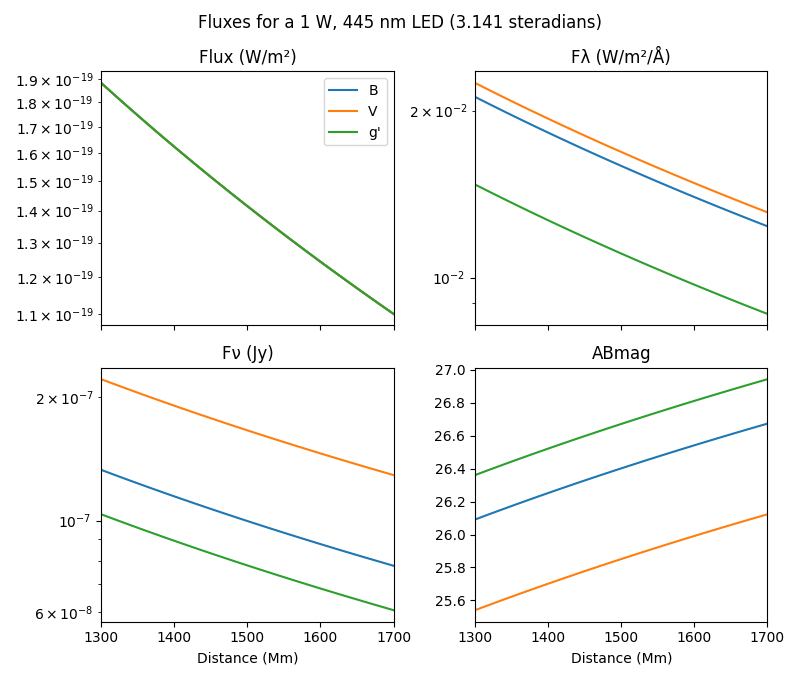 Fluxes for a 1 W, 445 nm LED (3.141 steradians)
Flux (W/m²)
1.9 × 10⁻¹⁹
1.8 × 10⁻¹⁹
1.7 × 10⁻¹⁹
1.6 × 10⁻¹⁹
1.5 × 10⁻¹⁹
1.4 × 10⁻¹⁹
1.3 × 10⁻¹⁹
1.2 × 10⁻¹⁹
1.1 × 10⁻¹⁹
B
V
g'
Fλ (W/m²/Å)
2 × 10⁻²
10⁻²
Fν (Jy)
2 × 10⁻⁷
10⁻⁷
6 × 10⁻⁸
1300 1400 1500 1600 1700
Distance (Mm)
ABmag
27.0
26.8
26.6
26.4
26.2
26.0
25.8
25.6
1300 1400 1500 1600 1700
Distance (Mm)